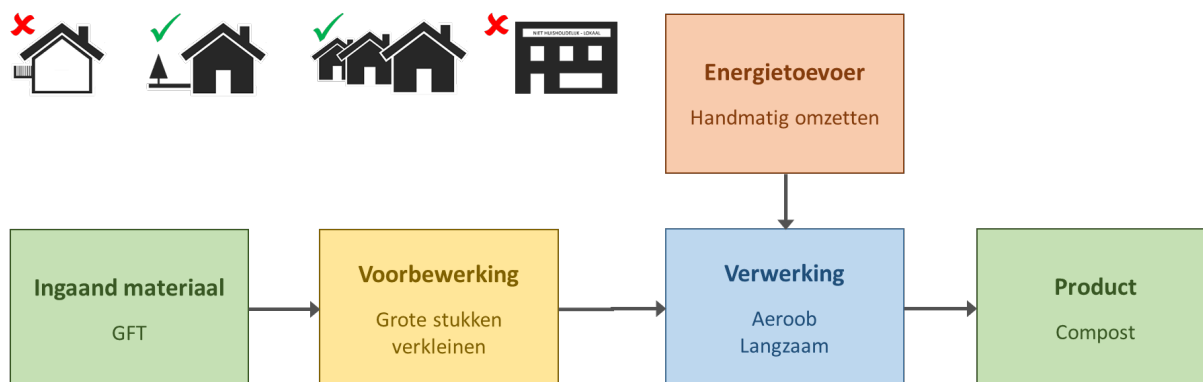 NIET HUISHOUDELIJK - LOKAAL
Energietoevoer
Handmatig omzetten
Ingaand materiaal
GFT
Voorbewerking
Grote stukken
verkleinen
Verwerking
Aeroob
Langzaam
Product
Compost